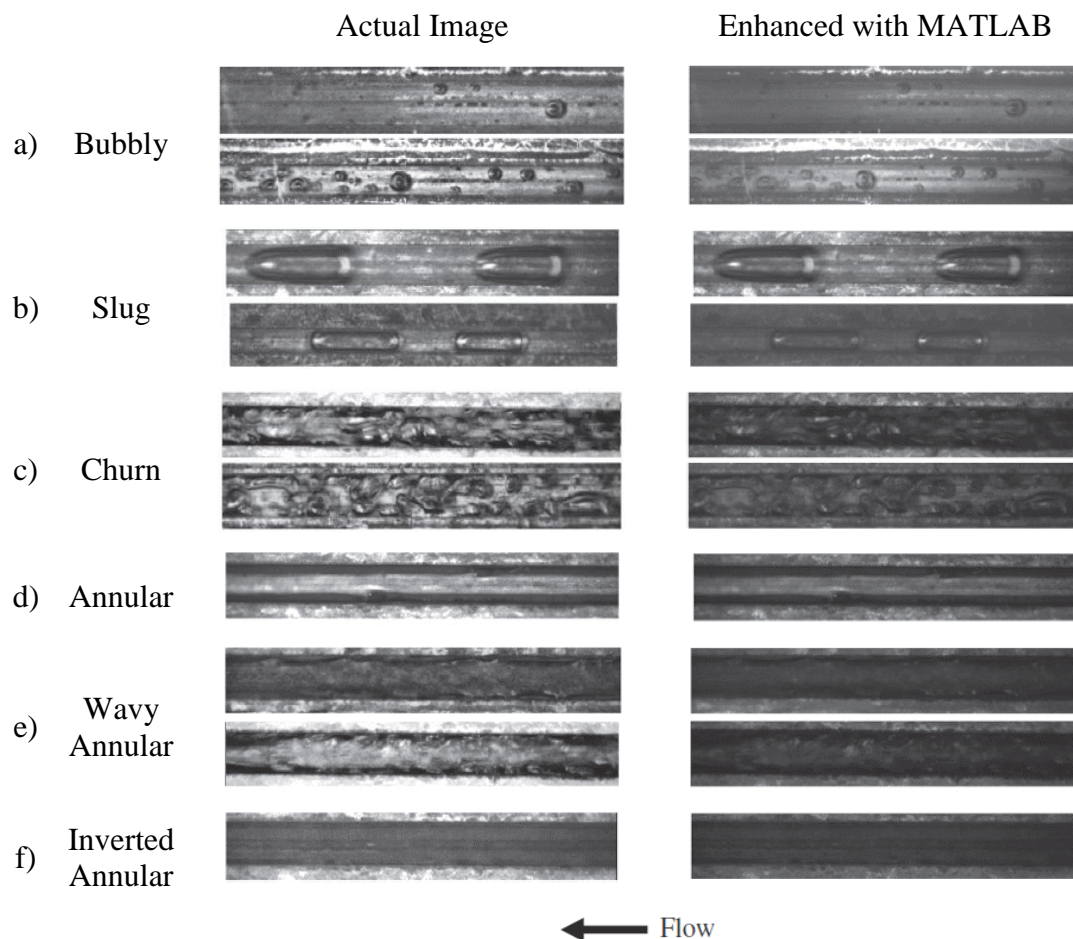 Actual Image
Enhanced with MATLAB
a) Bubbly
b) Slug
c) Churn
d) Annular
e) Wavy
Annular
f) Inverted
Annular
Flow